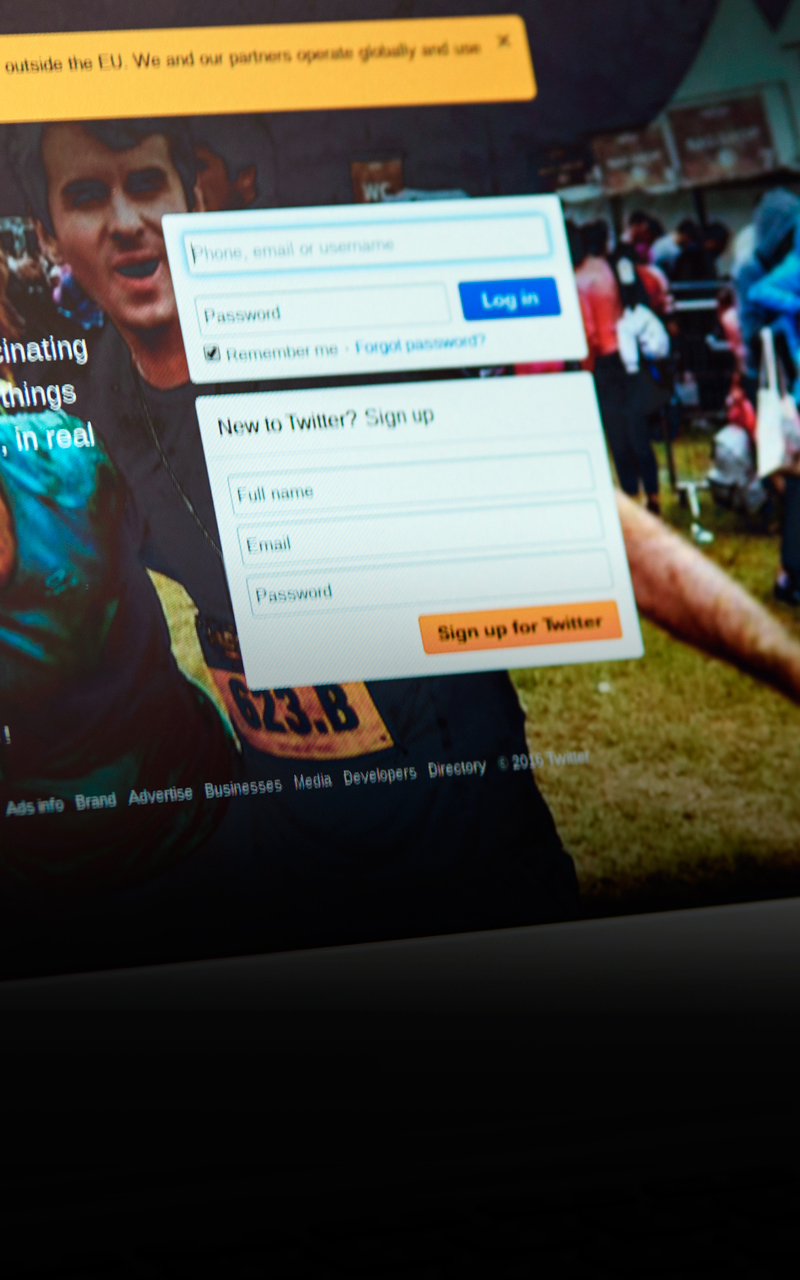 outside the EU. We and our partners operate globally and use ×
WC
Phone, email or username
Password
Log in
Remember me · Forgot password?
cinating
things
, in real
New to Twitter? Sign up
Full name
Email
Password
Sign up for Twitter
623.B
!
Ads info Brand Advertise Businesses Media Developers Directory © 2016 Twitter